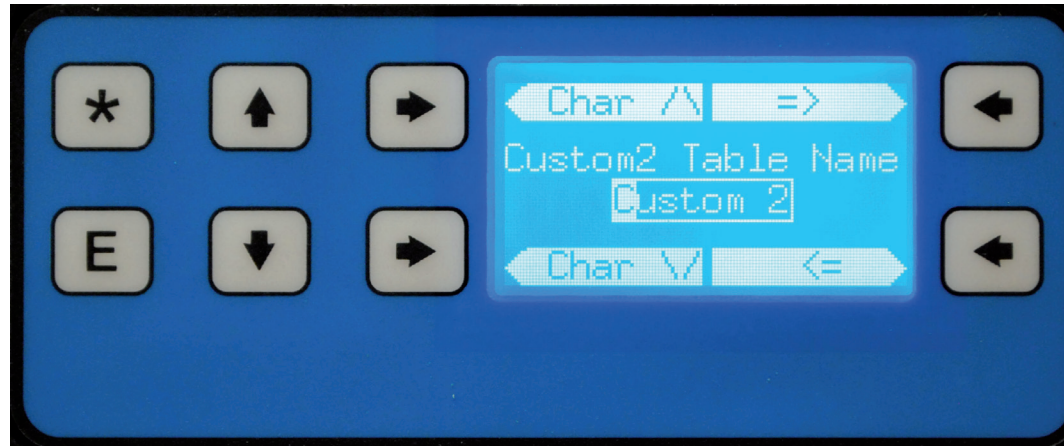 *
Char /\ =>
Custom2 Table Name
Custom 2
E
Char \/ <=